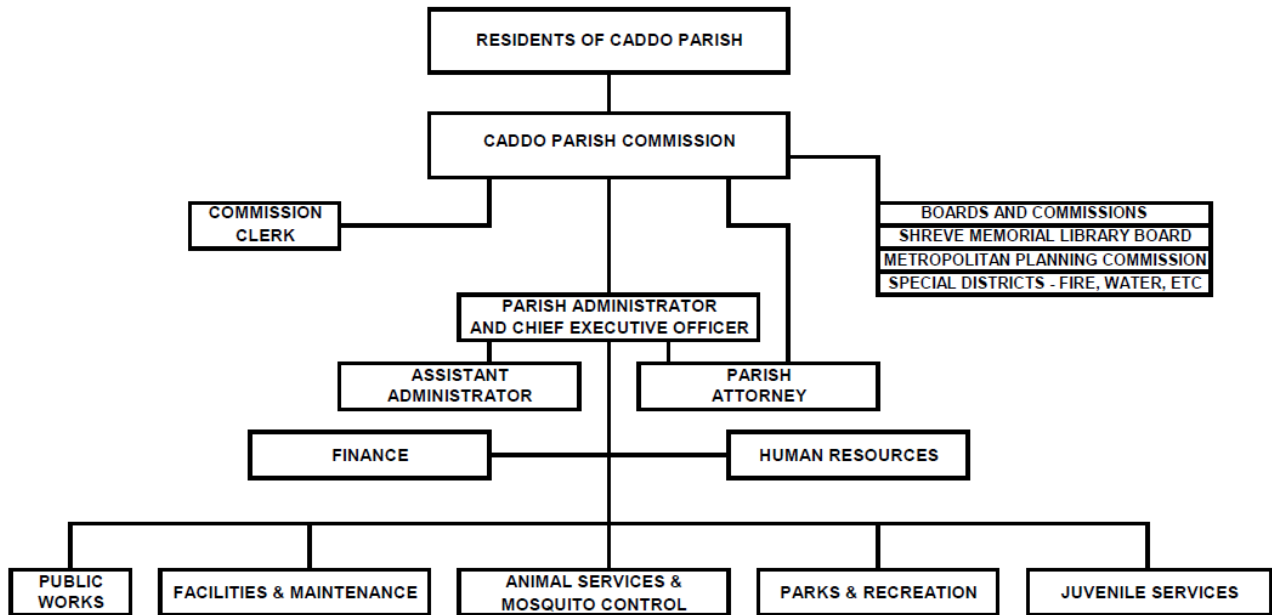 RESIDENTS OF CADDO PARISH
CADDO PARISH COMMISSION
COMMISSION
CLERK
BOARDS AND COMMISSIONS
SHREVE MEMORIAL LIBRARY BOARD
METROPOLITAN PLANNING COMMISSION
SPECIAL DISTRICTS - FIRE, WATER, ETC
PARISH ADMINISTRATOR
AND CHIEF EXECUTIVE OFFICER
ASSISTANT
ADMINISTRATOR
PARISH
ATTORNEY
FINANCE
HUMAN RESOURCES
PUBLIC
WORKS
FACILITIES & MAINTENANCE
ANIMAL SERVICES &
MOSQUITO CONTROL
PARKS & RECREATION
JUVENILE SERVICES